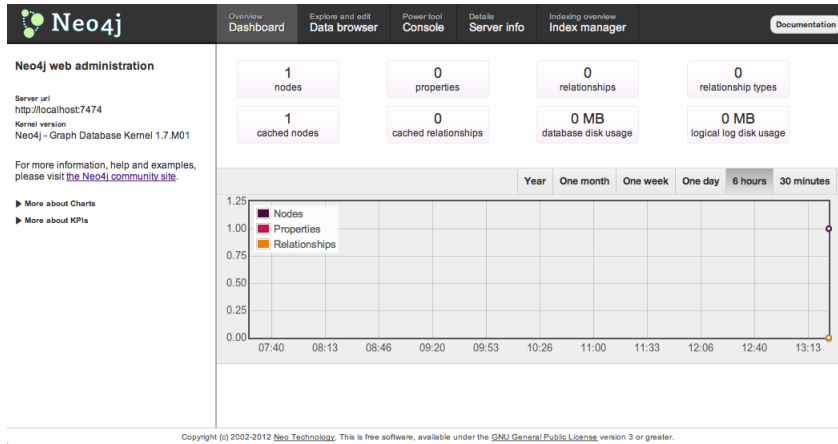 Neo4j
Overview
Dashboard
Explore and edit
Data browser
Power tool
Console
Details
Server info
Indexing overview
Index manager
Documentation
Neo4j web administration
Server url
http://localhost:7474
Kernel version
Neo4j - Graph Database Kernel 1.7.M01
For more information, help and examples,
please visit the Neo4j community site.
More about Charts
More about KPIs
1
nodes
0
properties
0
relationships
0
relationship types
1
cached nodes
0
cached relationships
0 MB
database disk usage
0 MB
logical log disk usage
Year One month One week One day 6 hours 30 minutes
1.25
1.00
0.75
0.50
0.25
0.00
Nodes
Properties
Relationships
07:40 08:13 08:46 09:20 09:53 10:26 11:00 11:33 12:06 12:40 13:13
Copyright (c) 2002-2012 Neo Technology. This is free software, available under the GNU General Public License version 3 or greater.